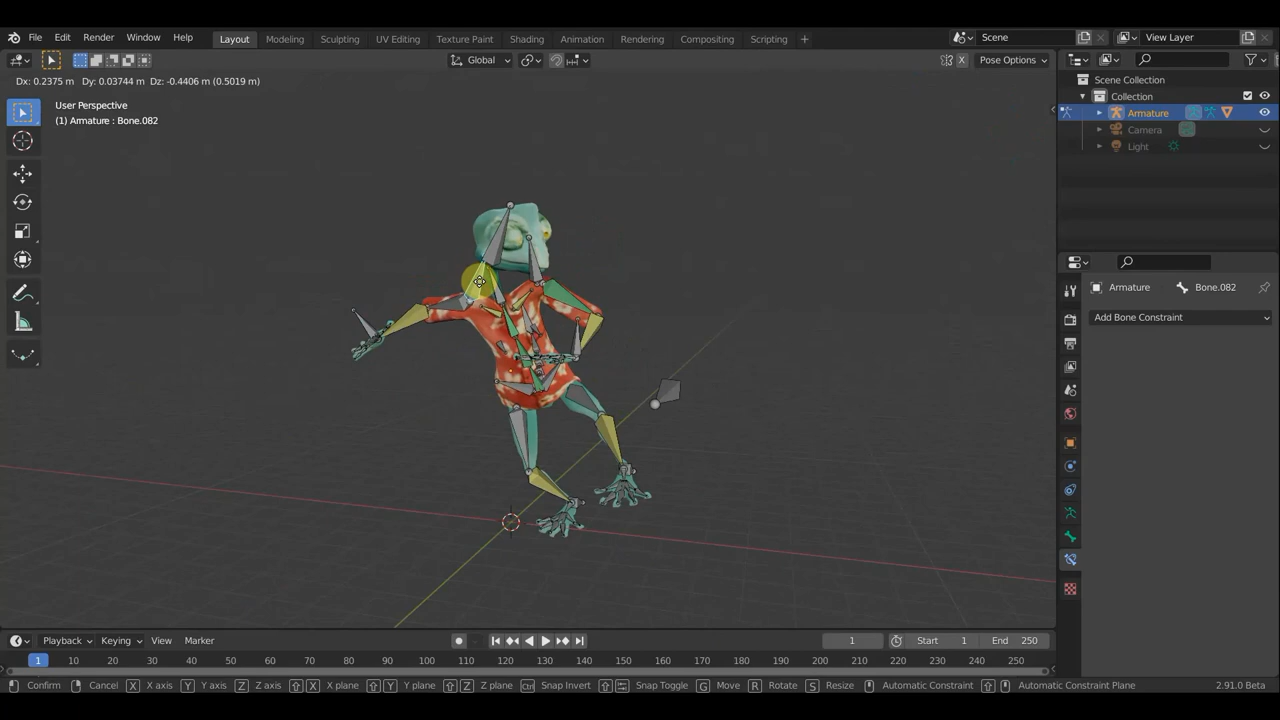 File Edit Render Window Help
Layout Modeling Sculpting UV Editing Texture Paint Shading Animation Rendering Compositing Scripting +
Scene View Layer
Global X Pose Options
Dx: 0.2375 m Dy: 0.03744 m Dz: -0.4406 m (0.5019 m)
User Perspective
(1) Armature : Bone.082
Scene Collection
Collection
Armature
Camera
Light
Armature Bone.082
Add Bone Constraint
Playback Keying View Marker 1 Start 1 End 250
1 10 20 30 40 50 60 70 80 90 100 110 120 130 140 150 160 170 180 190 200 210 220 230 240 250
Confirm Cancel X X axis Y Y axis Z Z axis X X plane Y Y plane Z Z plane Ctrl Snap Invert Snap Toggle G Move R Rotate S Resize Automatic Constraint Automatic Constraint Plane 2.91.0 Beta